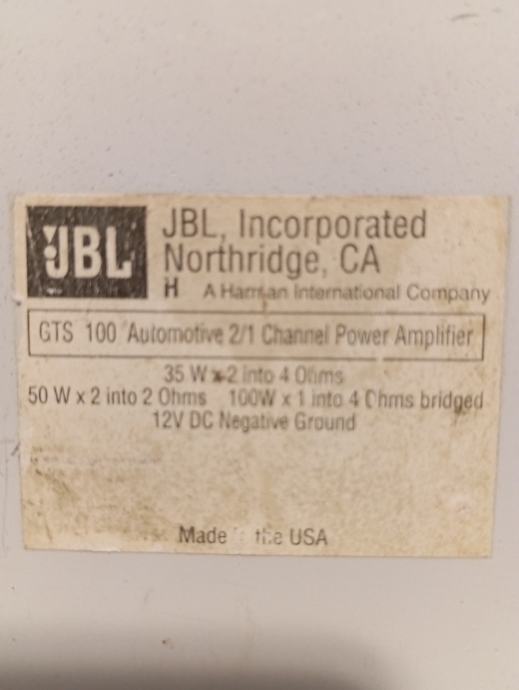 JBL
JBL, Incorporated
Northridge, CA
H A Harman International Company
GTS 100 Automotive 2/1 Channel Power Amplifier
35 W x 2 into 4 Ohms
50 W x 2 into 2 Ohms 100W x 1 into 4 Ohms bridged
12V DC Negative Ground
Made in the USA